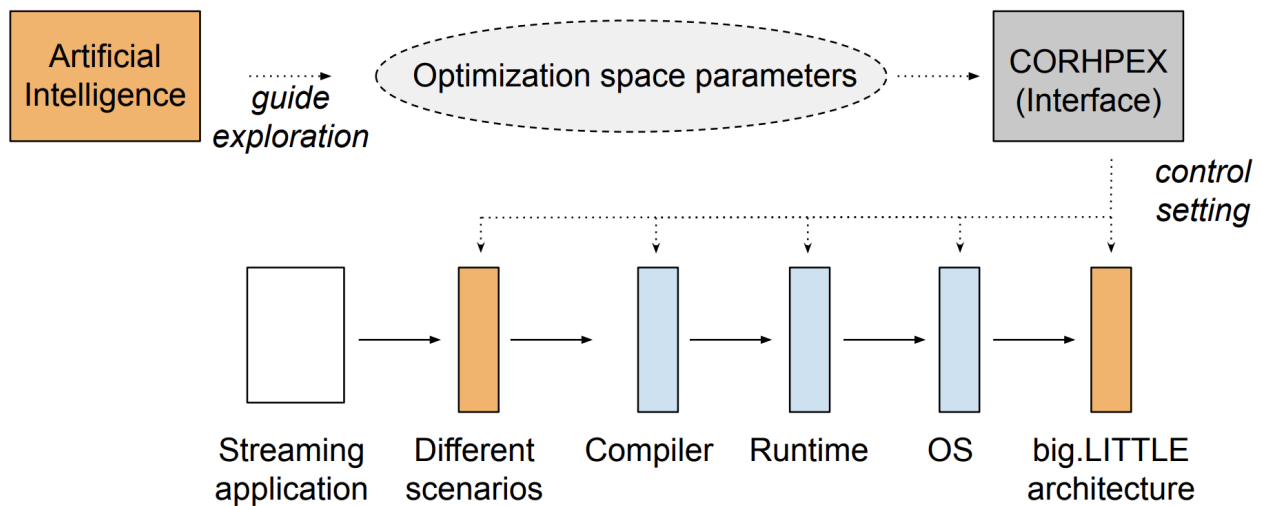 Artificial
Intelligence
guide
exploration
Optimization space parameters
CORHPEX
(Interface)
control
setting
Streaming
application
Different
scenarios
Compiler
Runtime
OS
big.LITTLE
architecture